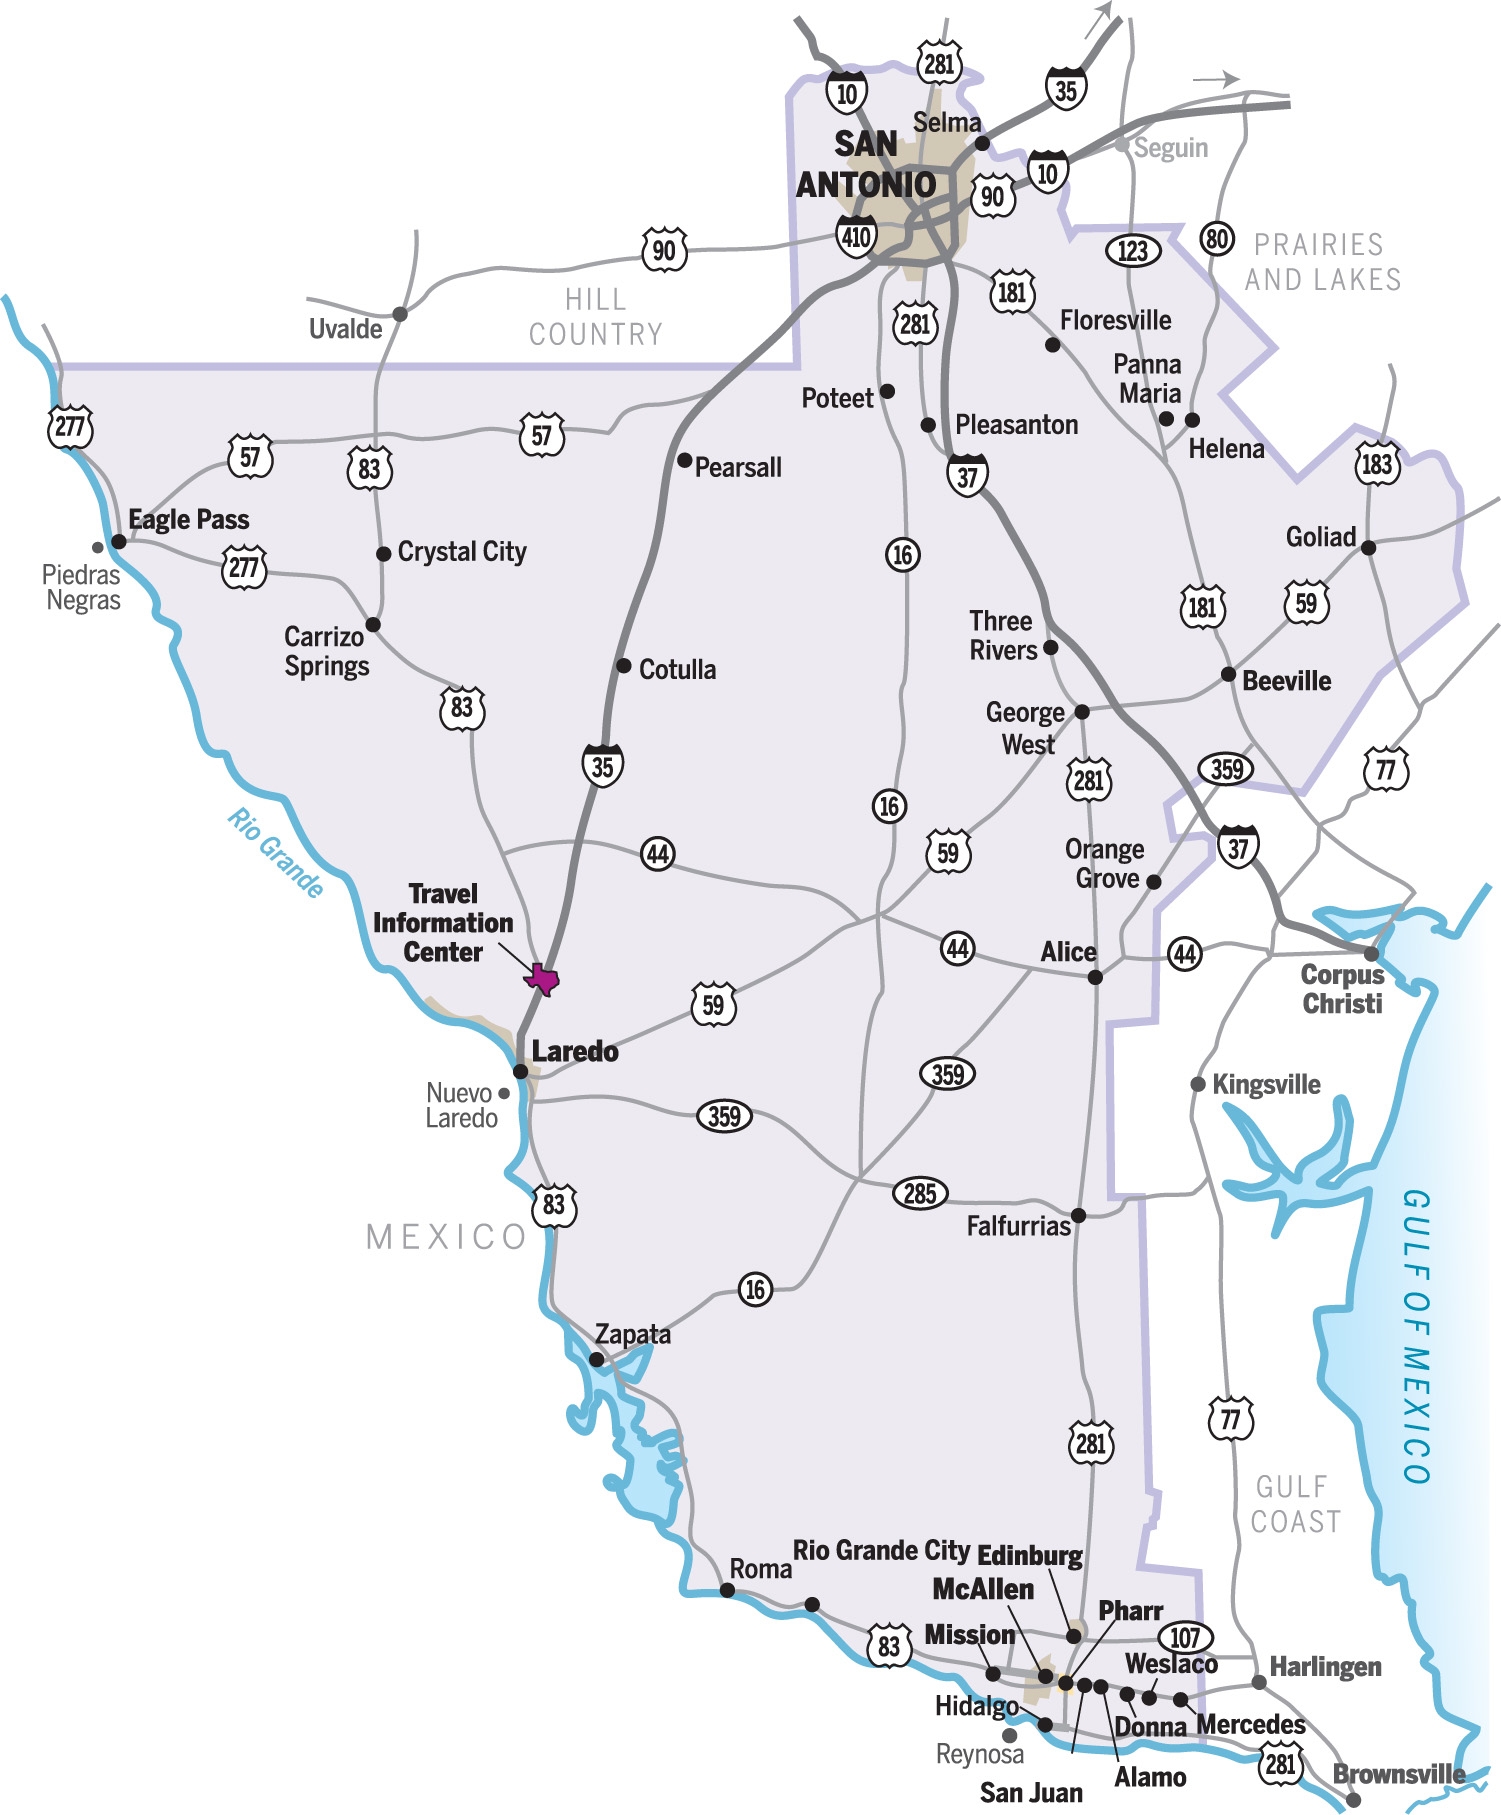 281
10
35
Selma
SAN
ANTONIO
Seguin
10
90
410
90
123
80
PRAIRIES
AND LAKES
HILL
COUNTRY
Uvalde
181
281
Floresville
Panna
Maria
Poteet
Pleasanton
Helena
277
57
57
83
Pearsall
37
183
Eagle Pass
Piedras
Negras
277
Crystal City
16
Goliad
Carrizo
Springs
181
59
Three
Rivers
Cotulla
Beeville
83
George
West
35
281
359
77
16
Rio Grande
44
59
Orange
Grove
37
Travel
Information
Center
44
Alice
44
Corpus
Christi
59
Laredo
Nuevo
Laredo
359
359
Kingsville
83
285
MEXICO
Falfurrias
GULF OF MEXICO
16
Zapata
281
77
GULF
COAST
Roma
Rio Grande City
Edinburg
McAllen
Pharr
83
Mission
107
Weslaco
Harlingen
Hidalgo
Donna
Mercedes
Reynosa
San Juan
Alamo
281
Brownsville